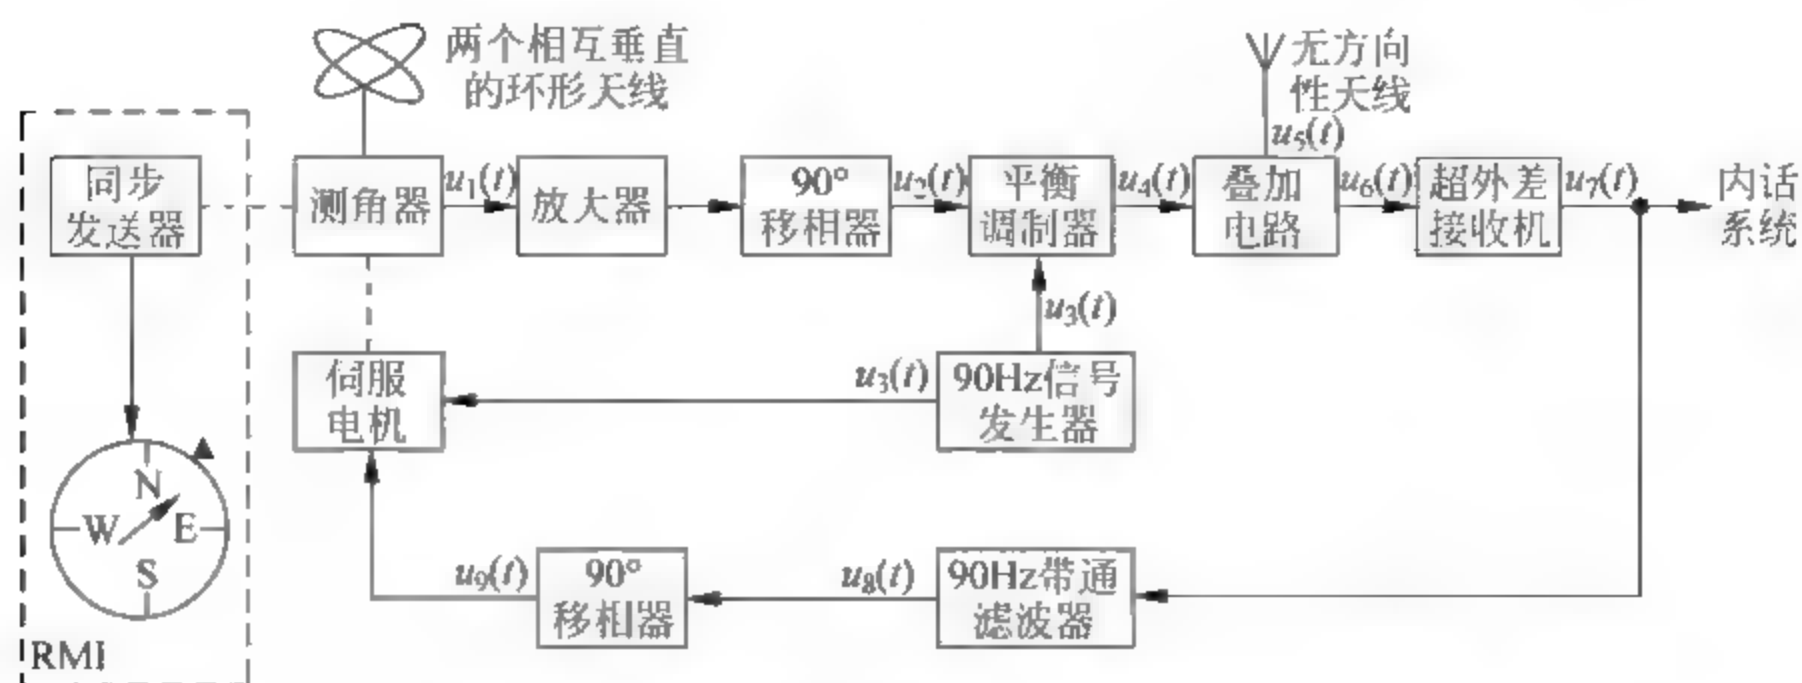 两个相互垂直
的环形天线
无方向
性天线
u₅(t)
同步
发送器
测角器
u₁(t)
放大器
90°
移相器
u₂(t)
平衡
调制器
u₄(t)
叠加
电路
u₆(t)
超外差
接收机
u₇(t)
内话
系统
u₃(t)
伺服
电机
u₃(t)
90Hz信号
发生器
N
W
E
S
u₉(t)
90°
移相器
u₈(t)
90Hz带通
滤波器
RMI